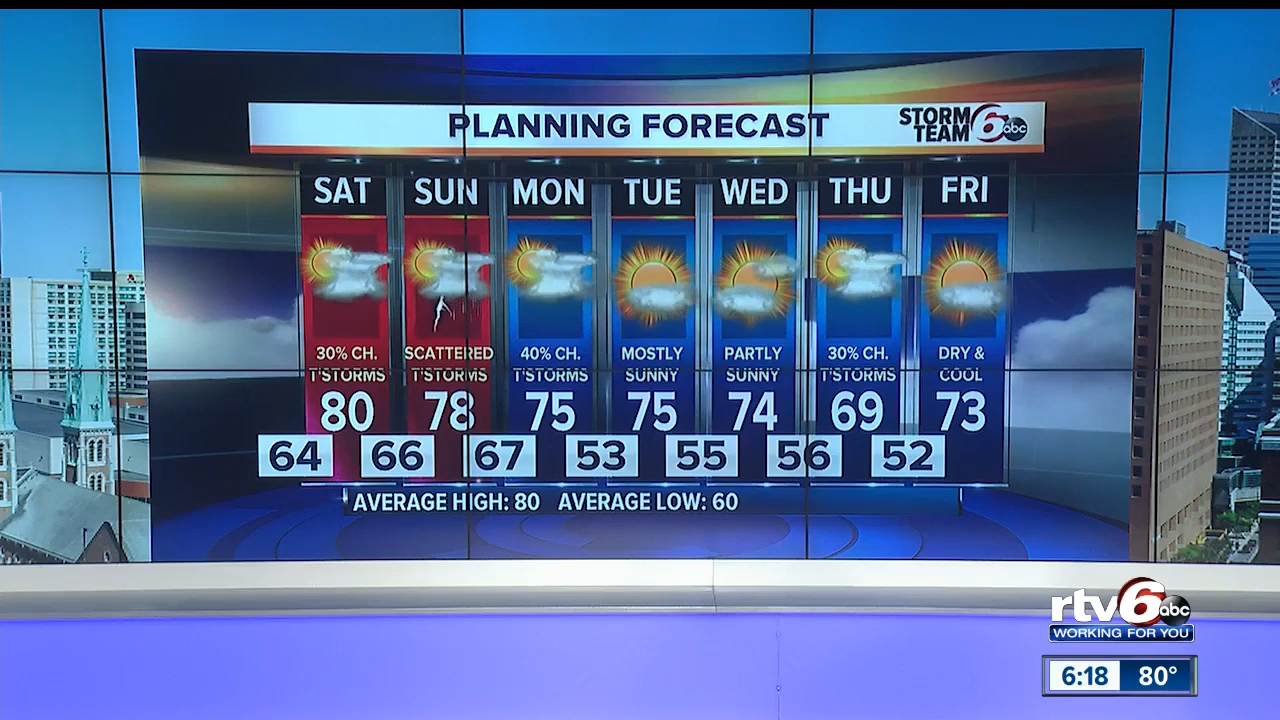 PLANNING FORECAST
STORM TEAM 6 abc
SAT SUN MON TUE WED THU FRI
30% CH. SCATTERED 40% CH. MOSTLY PARTLY 30% CH. DRY &
T'STORMS T'STORMS T'STORMS SUNNY SUNNY T'STORMS COOL
80 78 75 75 74 69 73
64 66 67 53 55 56 52
AVERAGE HIGH: 80 AVERAGE LOW: 60
rtv6 abc
WORKING FOR YOU
6:18 80°